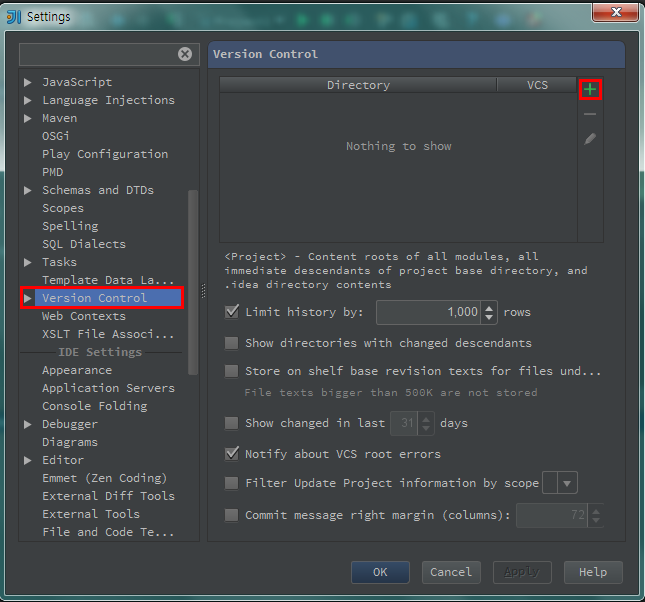 Settings
JavaScript
Language Injections
Maven
OSGi
Play Configuration
PMD
Schemas and DTDs
Scopes
Spelling
SQL Dialects
Tasks
Template Data La...
Version Control
Web Contexts
XSLT File Associ...
IDE Settings
Appearance
Application Servers
Console Folding
Debugger
Diagrams
Editor
Emmet (Zen Coding)
External Diff Tools
External Tools
File and Code Te...
Version Control
Directory VCS
Nothing to show
<Project> - Content roots of all modules, all
immediate descendants of project base directory, and
.idea directory contents
Limit history by: 1,000 rows
Show directories with changed descendants
Store on shelf base revision texts for files und...
File texts bigger than 500K are not stored
Show changed in last 31 days
Notify about VCS root errors
Filter Update Project information by scope
Commit message right margin (columns): 72
OK Cancel Apply Help